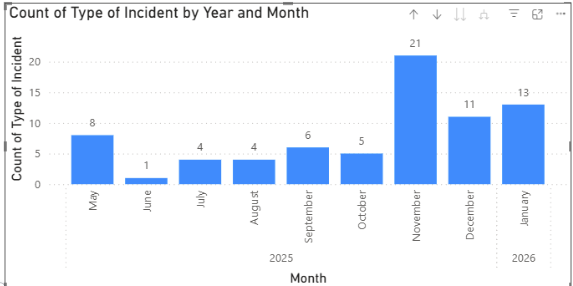 Count of Type of Incident by Year and Month
Count of Type of Incident
20
15
10
5
0
8
1
4
4
6
5
21
11
13
May
June
July
August
September
October
November
December
January
2025
2026
Month